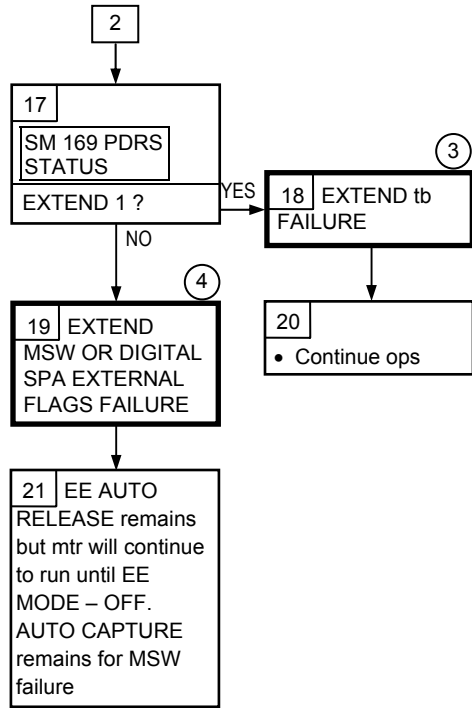 2
17
SM 169 PDRS
STATUS
EXTEND 1 ?
YES
NO
3
18 EXTEND tb
FAILURE
20
• Continue ops
4
19 EXTEND
MSW OR DIGITAL
SPA EXTERNAL
FLAGS FAILURE
21 EE AUTO
RELEASE remains
but mtr will continue
to run until EE
MODE – OFF.
AUTO CAPTURE
remains for MSW
failure